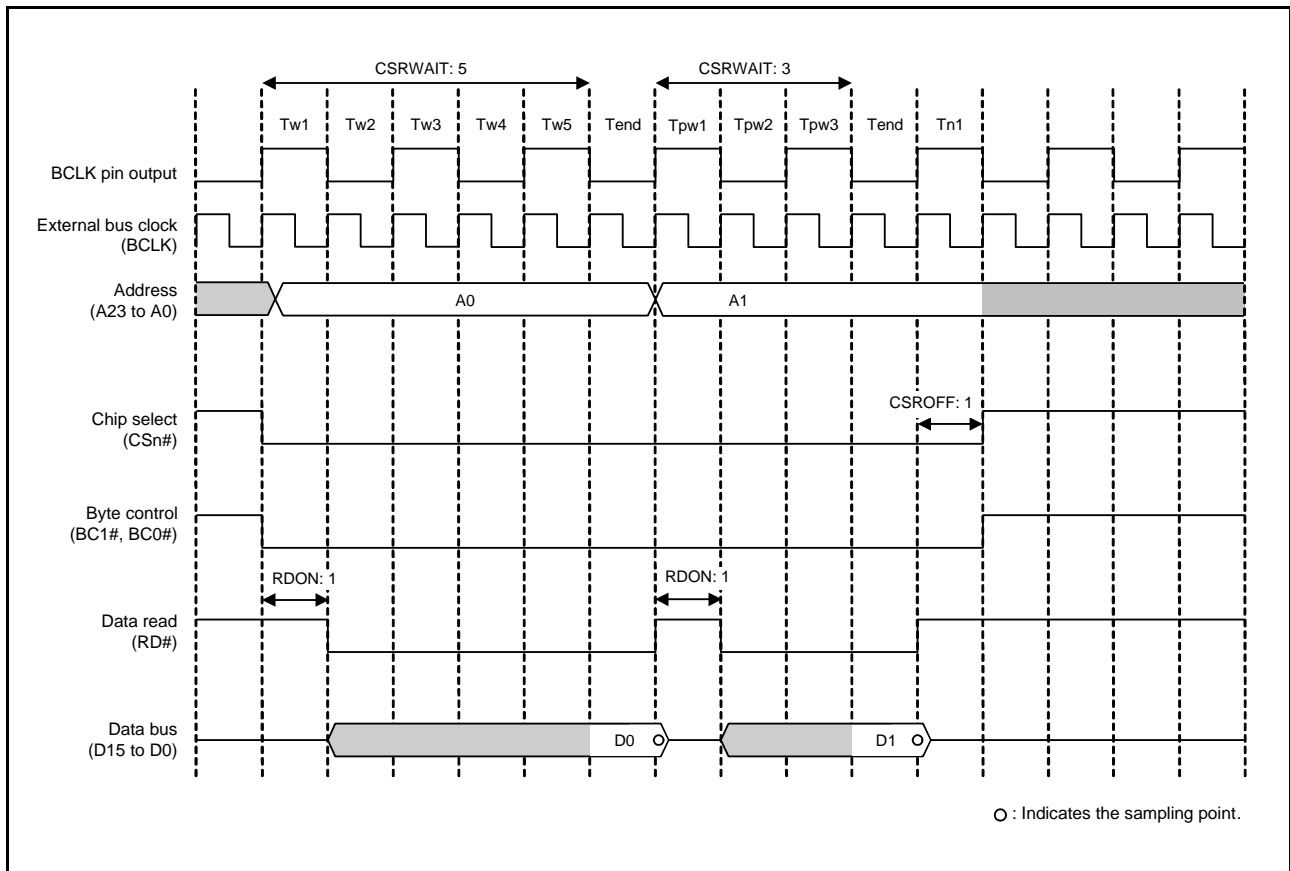 CSRWAIT: 5
CSRWAIT: 3
Tw1 Tw2 Tw3 Tw4 Tw5 Tend Tpw1 Tpw2 Tpw3 Tend Tn1
BCLK pin output
External bus clock
(BCLK)
Address
(A23 to A0)
A0
A1
CSROFF: 1
Chip select
(CSn#)
Byte control
(BC1#, BC0#)
RDON: 1
RDON: 1
Data read
(RD#)
Data bus
(D15 to D0)
D0
D1
: Indicates the sampling point.